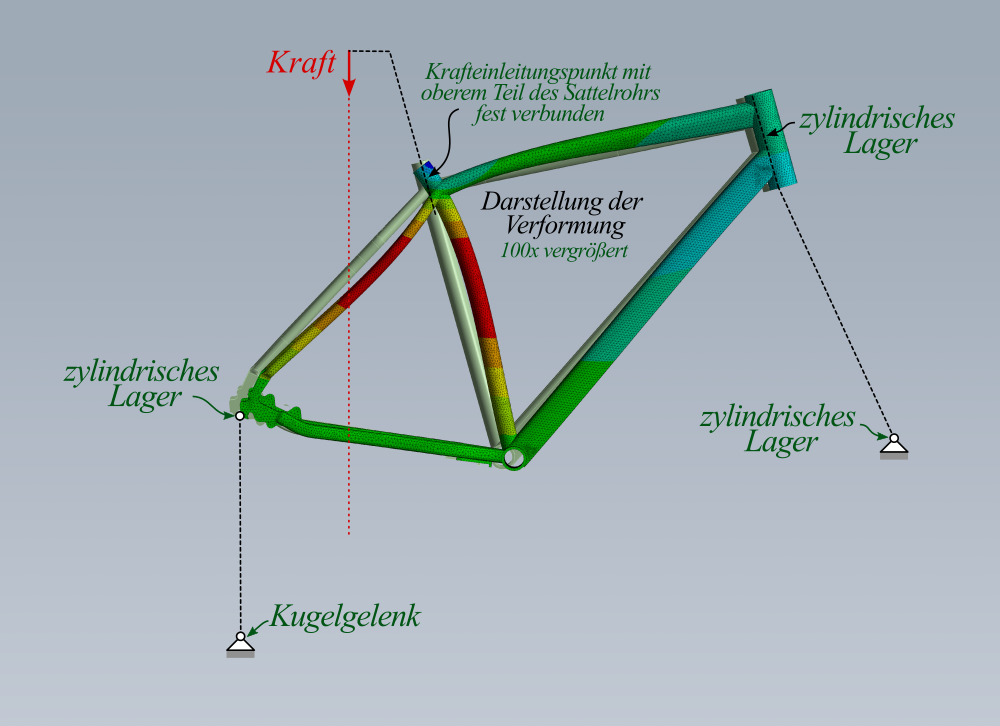 Kraft
Krafteinleitungspunkt mit
oberem Teil des Sattelrohrs
fest verbunden
zylindrisches
Lager
Darstellung der
Verformung
100x vergrößert
zylindrisches
Lager
zylindrisches
Lager
Kugelgelenk